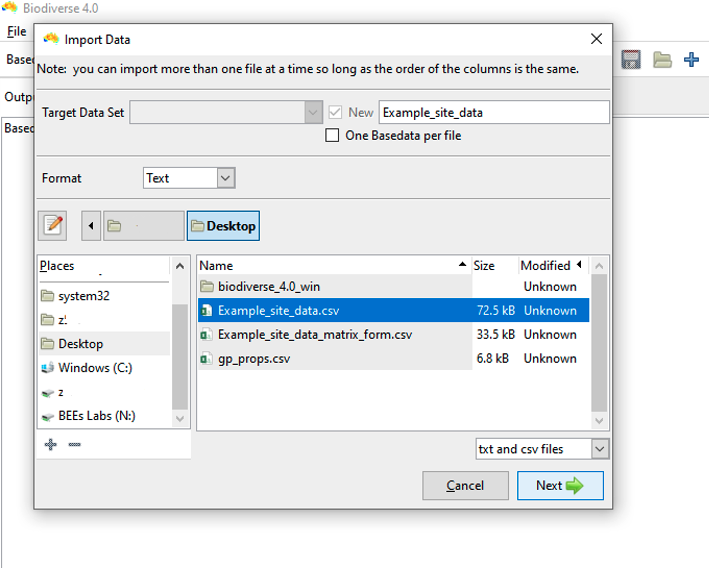 Biodiverse 4.0
File
Import Data
Note: you can import more than one file at a time so long as the order of the columns is the same.
Target Data Set
New
Example_site_data
One Basedata per file
Format
Text
Desktop
Places
system32
z'
Desktop
Windows (C:)
z
BEEs Labs (N:)
Name Size Modified
biodiverse_4.0_win Unknown
Example_site_data.csv 72.5 kB Unknown
Example_site_data_matrix_form.csv 33.5 kB Unknown
gp_props.csv 6.8 kB Unknown
txt and csv files
Cancel
Next